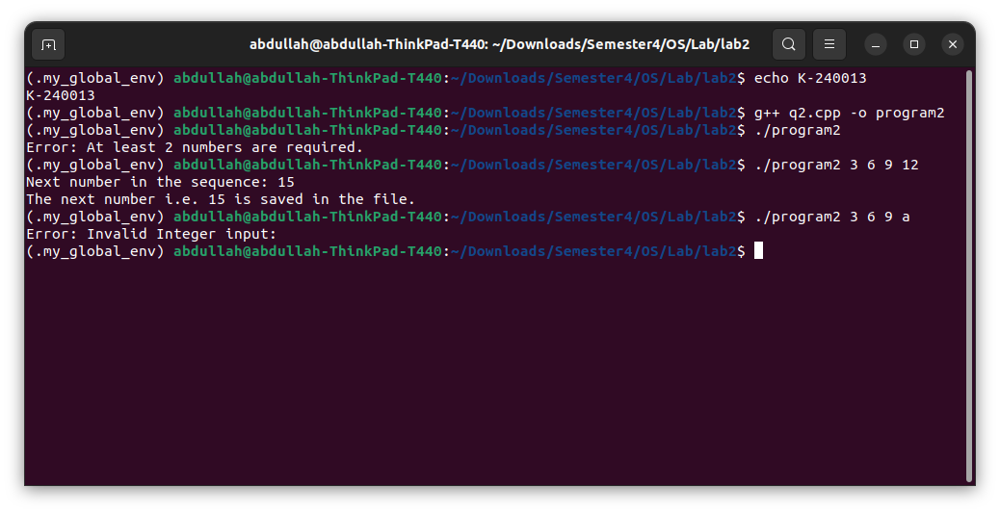 abdullah@abdullah-ThinkPad-T440: ~/Downloads/Semester4/OS/Lab/lab2
(.my_global_env) abdullah@abdullah-ThinkPad-T440:~/Downloads/Semester4/OS/Lab/lab2$ echo K-240013
K-240013
(.my_global_env) abdullah@abdullah-ThinkPad-T440:~/Downloads/Semester4/OS/Lab/lab2$ g++ q2.cpp -o program2
(.my_global_env) abdullah@abdullah-ThinkPad-T440:~/Downloads/Semester4/OS/Lab/lab2$ ./program2
Error: At least 2 numbers are required.
(.my_global_env) abdullah@abdullah-ThinkPad-T440:~/Downloads/Semester4/OS/Lab/lab2$ ./program2 3 6 9 12
Next number in the sequence: 15
The next number i.e. 15 is saved in the file.
(.my_global_env) abdullah@abdullah-ThinkPad-T440:~/Downloads/Semester4/OS/Lab/lab2$ ./program2 3 6 9 a
Error: Invalid Integer input:
(.my_global_env) abdullah@abdullah-ThinkPad-T440:~/Downloads/Semester4/OS/Lab/lab2$